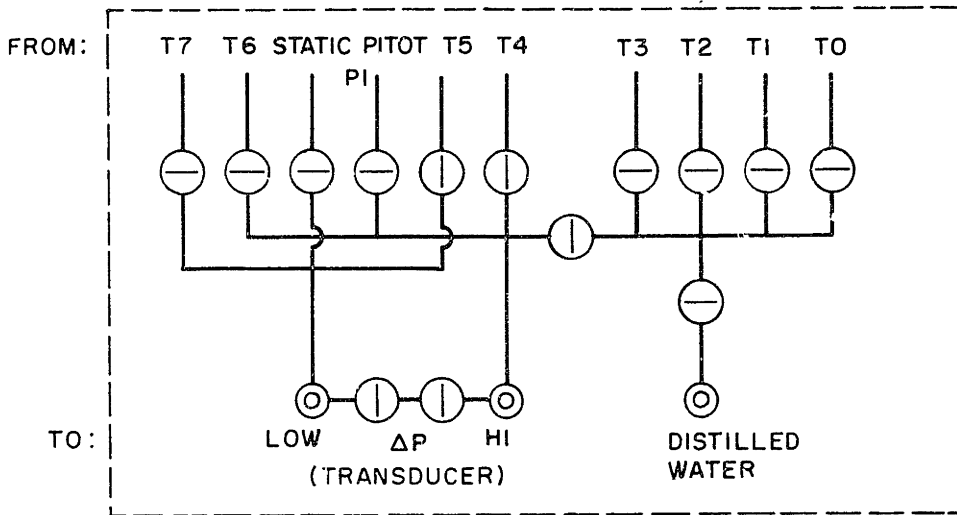 FROM: T7 T6 STATIC PITOT T5 T4 T3 T2 T1 T0
P1
TO: LOW ΔP HI DISTILLED
(TRANSDUCER) WATER